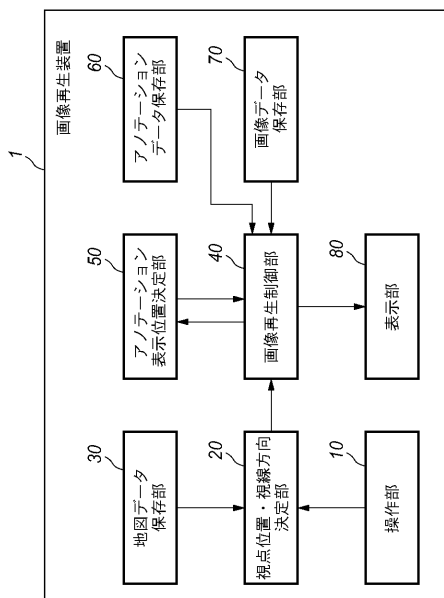 1
画像再生装置
30
地図データ
保存部
50
アノテーション
表示位置決定部
60
アノテーション
データ保存部
20
視点位置・視線方向
決定部
40
画像再生制御部
70
画像データ
保存部
10
操作部
80
表示部